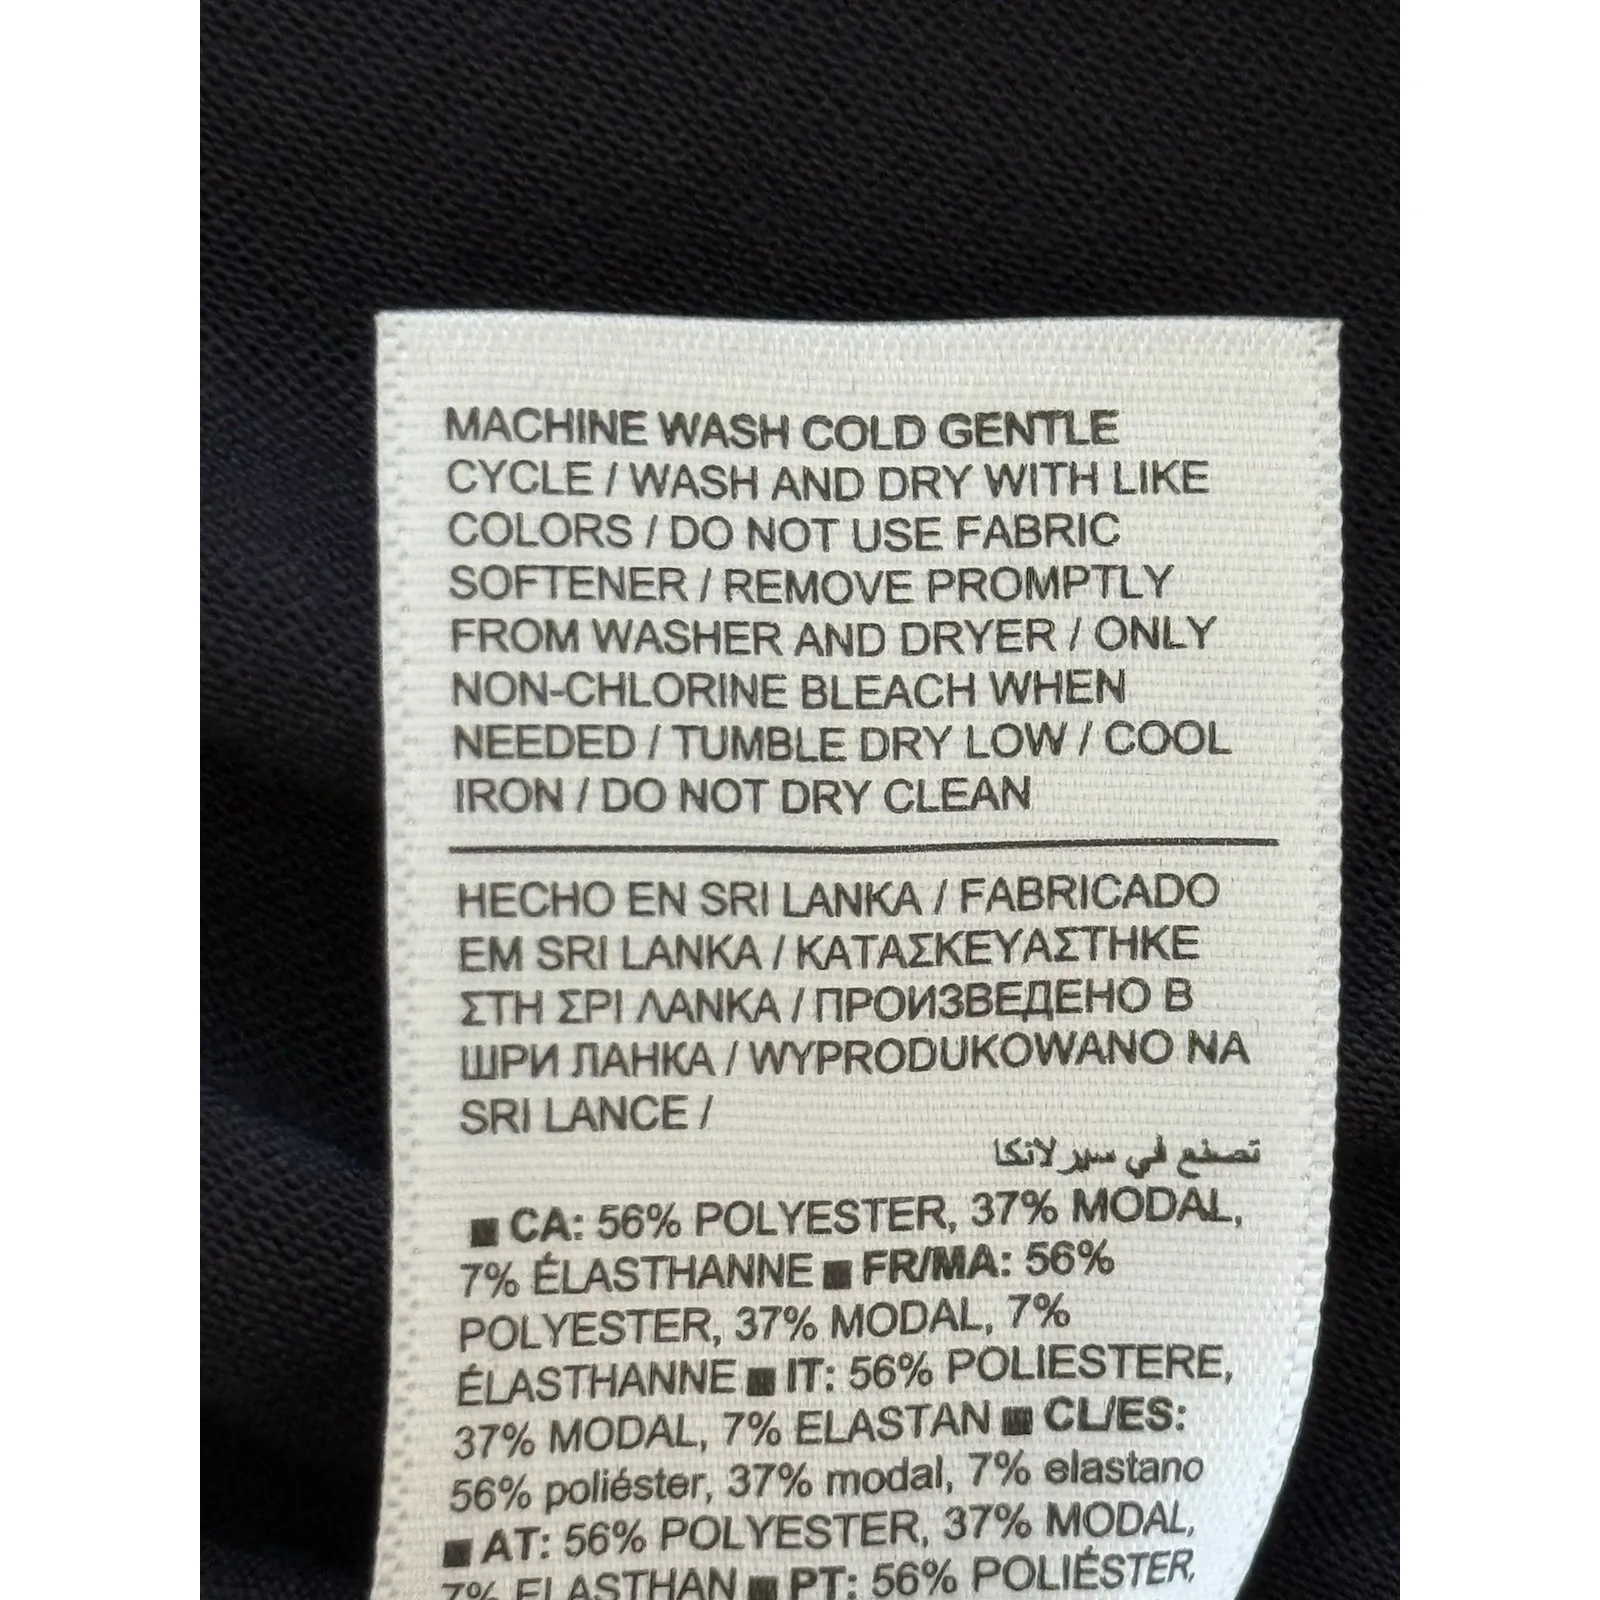 MACHINE WASH COLD GENTLE
CYCLE / WASH AND DRY WITH LIKE
COLORS / DO NOT USE FABRIC
SOFTENER / REMOVE PROMPTLY
FROM WASHER AND DRYER / ONLY
NON-CHLORINE BLEACH WHEN
NEEDED / TUMBLE DRY LOW / COOL
IRON / DO NOT DRY CLEAN
HECHO EN SRI LANKA / FABRICADO
EM SRI LANKA / ΚΑΤΑΣΚΕΥΑΣΤΗΚΕ
ΣΤΗ ΣΡΙ ΛΑΝΚΑ / ПРОИЗВЕДЕНО В
ШРИ ЛАНКА / WYPRODUKOWANO NA
SRI LANCE /
تصنع في سير لانكا
■ CA: 56% POLYESTER, 37% MODAL,
7% ÉLASTHANNE ■ FR/MA: 56%
POLYESTER, 37% MODAL, 7%
ÉLASTHANNE ■ IT: 56% POLIESTERE,
37% MODAL, 7% ELASTAN ■ CL/ES:
56% poliéster, 37% modal, 7% elastano
■ AT: 56% POLYESTER, 37% MODAL,
7% ELASTHAN ■ PT: 56% POLIÉSTER,